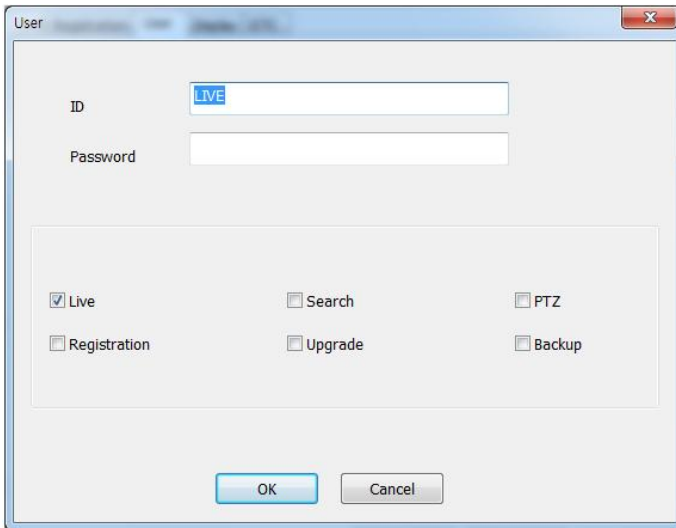 User
ID
LIVE
Password
Live
Search
PTZ
Registration
Upgrade
Backup
OK
Cancel